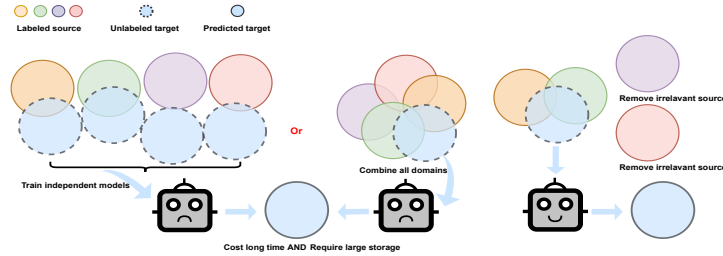 Labeled source
Unlabeled target
Predicted target
Or
Remove irrelavant source
Combine all domains
Remove irrelavant source
Train independent models
Cost long time AND Require large storage